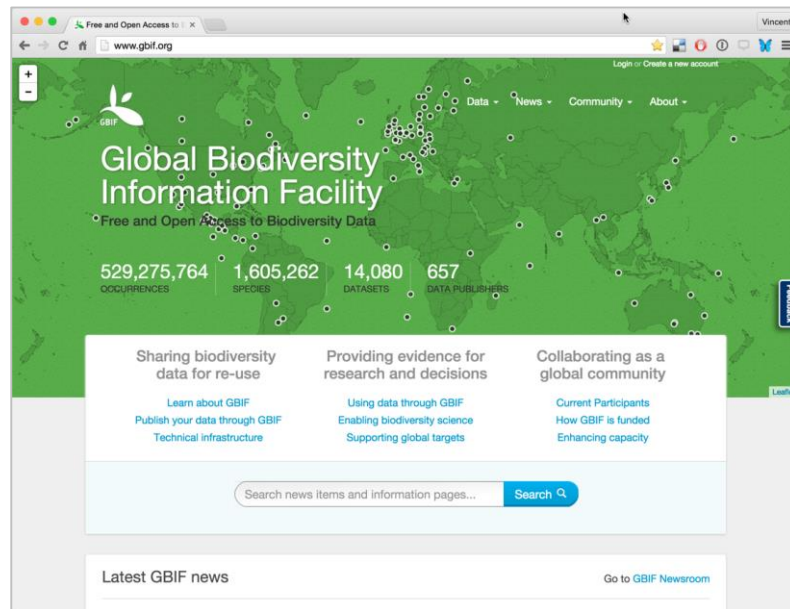 Free and Open Access to
Vincent
www.gbif.org
Login or Create a new account
GBIF
Data
News
Community
About
Global Biodiversity
Information Facility
Free and Open Access to Biodiversity Data
529,275,764
OCCURRENCES
1,605,262
SPECIES
14,080
DATASETS
657
DATA PUBLISHERS
Feedback
Sharing biodiversity
data for re-use
Learn about GBIF
Publish your data through GBIF
Technical infrastructure
Providing evidence for
research and decisions
Using data through GBIF
Enabling biodiversity science
Supporting global targets
Collaborating as a
global community
Current Participants
How GBIF is funded
Enhancing capacity
Search news items and information pages...
Search
Latest GBIF news
Go to GBIF Newsroom